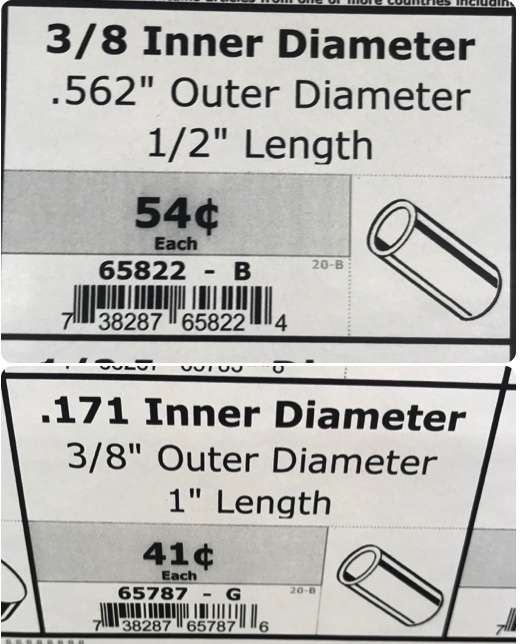 3/8 Inner Diameter
.562" Outer Diameter
1/2" Length
54¢
Each
65822 - B
20-B
7 38287 65822 4
.171 Inner Diameter
3/8" Outer Diameter
1" Length
41¢
Each
65787 - G
20-B
7 38287 65787 6